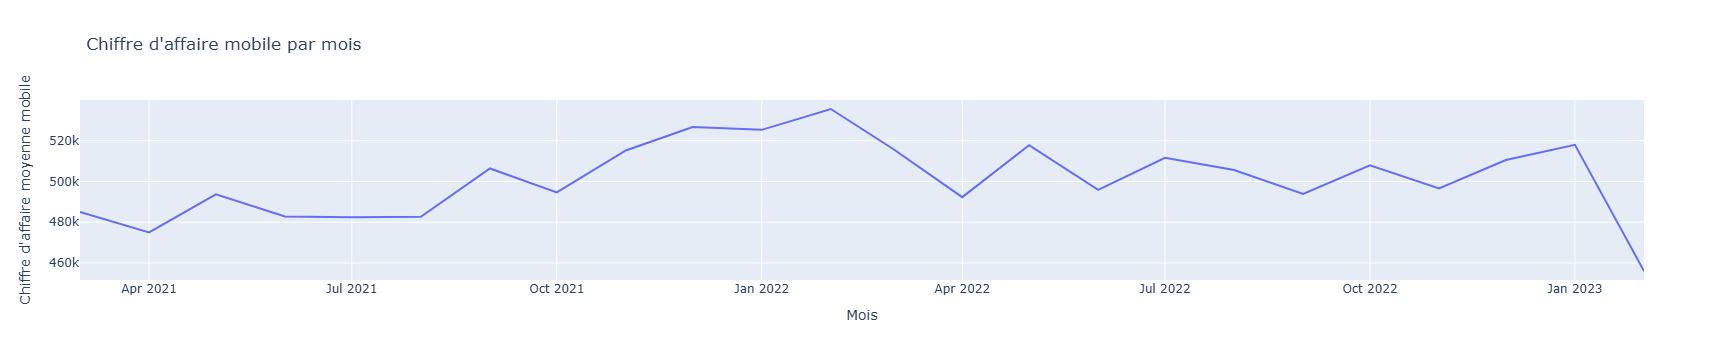 Chiffre d'affaire mobile par mois
Chiffre d'affaire moyenne mobile
520k
500k
480k
460k
Apr 2021
Jul 2021
Oct 2021
Jan 2022
Apr 2022
Jul 2022
Oct 2022
Jan 2023
Mois